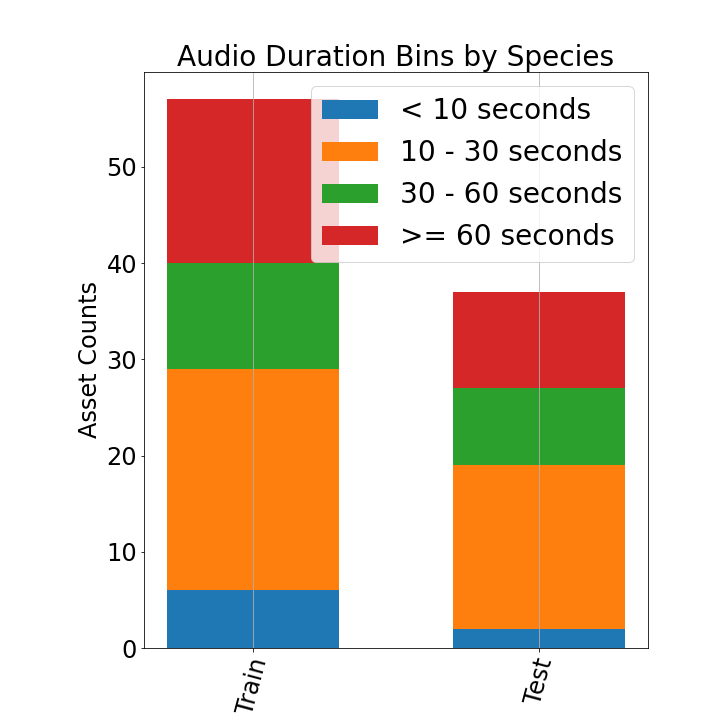 Audio Duration Bins by Species
< 10 seconds
10 - 30 seconds
30 - 60 seconds
>= 60 seconds
Asset Counts
50
40
30
20
10
0
Train
Test